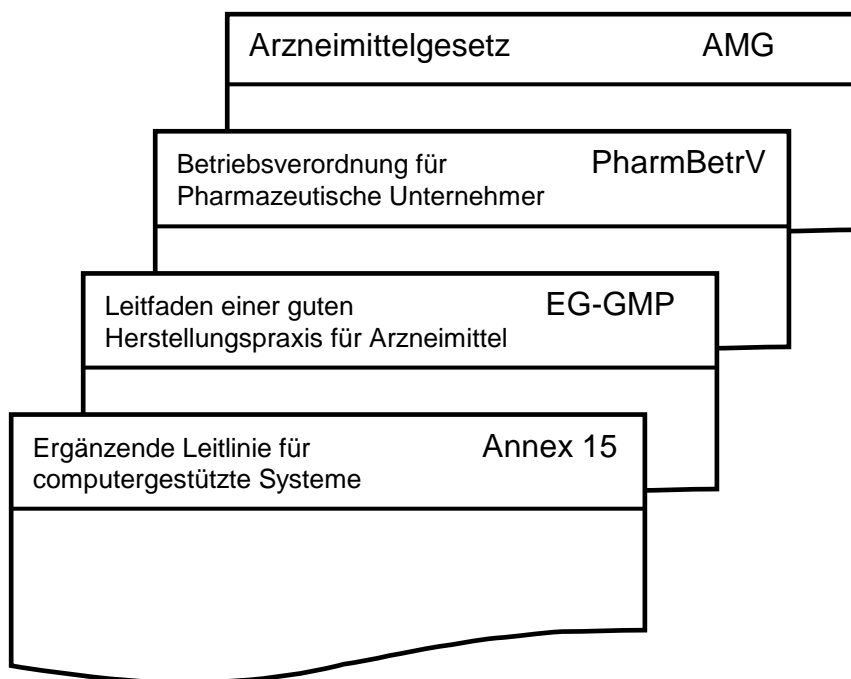 Arzneimittelgesetz AMG
Betriebsverordnung für PharmBetrV
Pharmazeutische Unternehmer
Leitfaden einer guten EG-GMP
Herstellungspraxis für Arzneimittel
Ergänzende Leitlinie für Annex 15
computergestützte Systeme